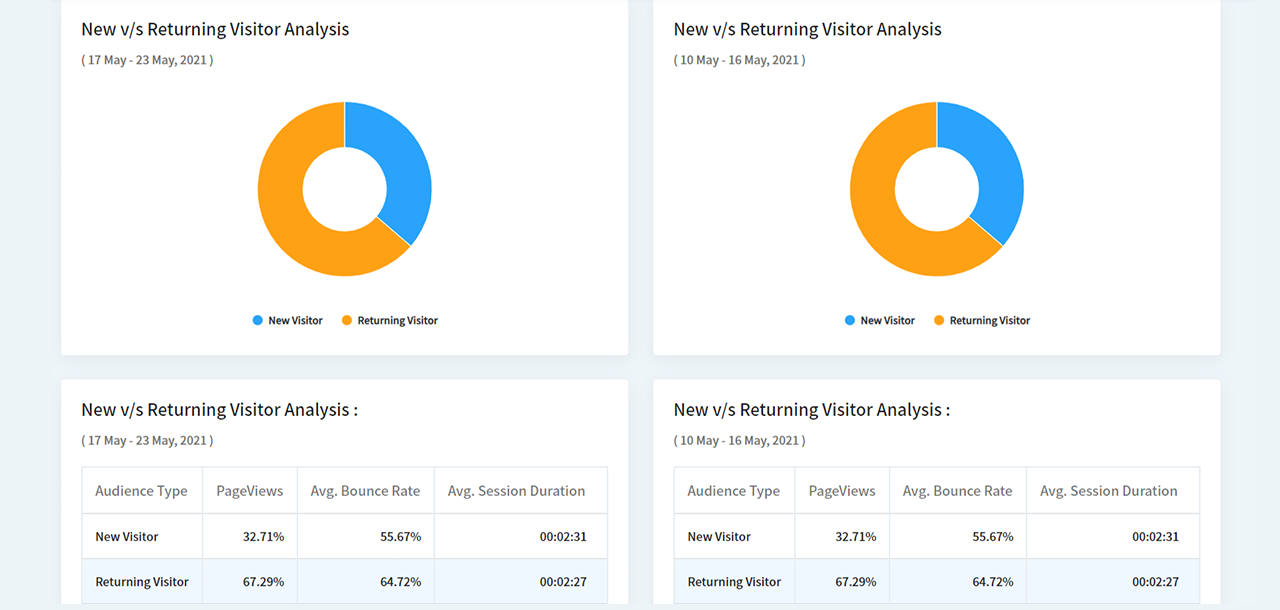 New v/s Returning Visitor Analysis
( 17 May - 23 May, 2021 )
New Visitor Returning Visitor
New v/s Returning Visitor Analysis
( 10 May - 16 May, 2021 )
New Visitor Returning Visitor
New v/s Returning Visitor Analysis :
( 17 May - 23 May, 2021 )
Audience Type PageViews Avg. Bounce Rate Avg. Session Duration
New Visitor 32.71% 55.67% 00:02:31
Returning Visitor 67.29% 64.72% 00:02:27
New v/s Returning Visitor Analysis :
( 10 May - 16 May, 2021 )
Audience Type PageViews Avg. Bounce Rate Avg. Session Duration
New Visitor 32.71% 55.67% 00:02:31
Returning Visitor 67.29% 64.72% 00:02:27